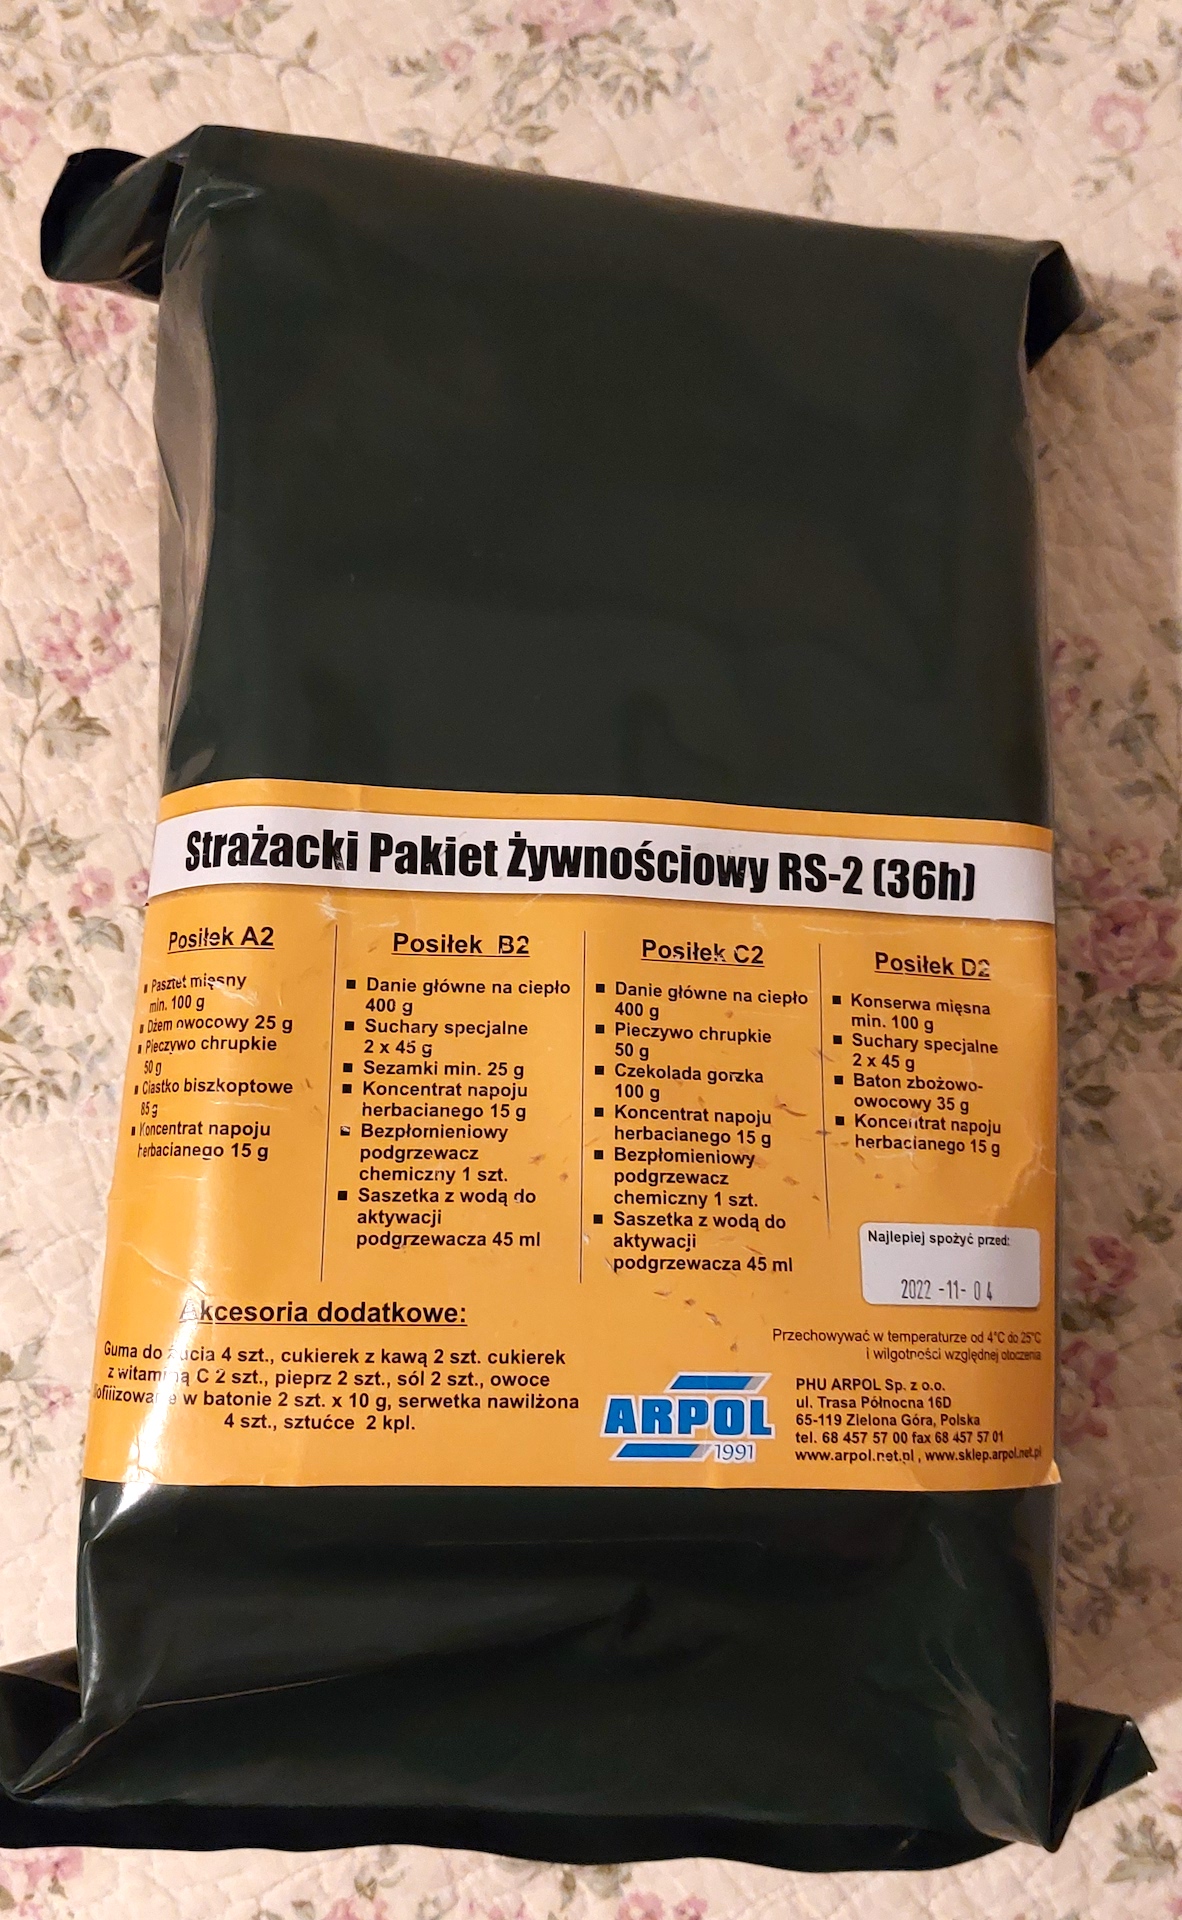 Strażacki Pakiet Żywnościowy RS-2 (36h)
Posiłek A2
▪ Pasztet mięsny
min. 100 g
▪ Dżem owocowy 25 g
▪ Pieczywo chrupkie
50 g
▪ Ciastko biszkoptowe
85 g
▪ Koncentrat napoju
herbacianego 15 g
Posiłek B2
▪ Danie główne na ciepło
400 g
▪ Suchary specjalne
2 x 45 g
▪ Sezamki min. 25 g
▪ Koncentrat napoju
herbacianego 15 g
▪ Bezpłomieniowy
podgrzewacz
chemiczny 1 szt.
▪ Saszetka z wodą do
aktywacji
podgrzewacza 45 ml
Posiłek C2
▪ Danie główne na ciepło
400 g
▪ Pieczywo chrupkie
50 g
▪ Czekolada gorzka
100 g
▪ Koncentrat napoju
herbacianego 15 g
▪ Bezpłomieniowy
podgrzewacz
chemiczny 1 szt.
▪ Saszetka z wodą do
aktywacji
podgrzewacza 45 ml
Posiłek D2
▪ Konserwa mięsna
min. 100 g
▪ Suchary specjalne
2 x 45 g
▪ Baton zbożowo-
owocowy 35 g
▪ Koncentrat napoju
herbacianego 15 g
Najlepiej spożyć przed:
2022 -11- 04
Akcesoria dodatkowe:
Guma do żucia 4 szt., cukierek z kawą 2 szt. cukierek
z witaminą C 2 szt., pieprz 2 szt., sól 2 szt., owoce
liofilizowane w batonie 2 szt. x 10 g, serwetka nawilżona
4 szt., sztućce 2 kpl.
Przechowywać w temperaturze od 4°C do 25°C
i wilgotności względnej otoczenia
ARPOL
1991
PHU ARPOL Sp. z o.o.
ul. Trasa Północna 16D
65-119 Zielona Góra, Polska
tel. 68 457 57 00 fax 68 457 57 01
www.arpol.net.pl , www.sklep.arpol.net.pl